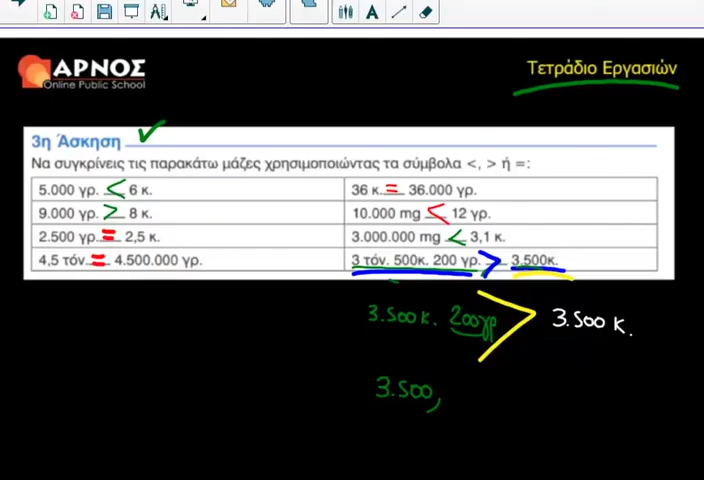 ΑΡΝΟΣ
Online Public School
Τετράδιο Εργασιών
3η Άσκηση
Να συγκρίνεις τις παρακάτω μάζες χρησιμοποιώντας τα σύμβολα <, > ή =:
5.000 γρ. < 6 κ.
36 κ. = 36.000 γρ.
9.000 γρ. > 8 κ.
10.000 mg < 12 γρ.
2.500 γρ. = 2,5 κ.
3.000.000 mg < 3,1 κ.
4,5 τόν. = 4.500.000 γρ.
3 τόν. 500κ. 200 γρ. > 3.500κ.
3.500 κ. 200 γρ > 3.500 κ.
3.500,